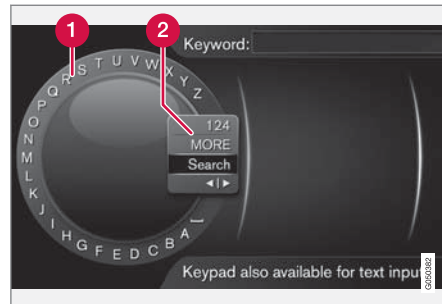 1
2
Keyword:
A B C D E F G H I J K L M N O P Q R S T U V W X Y Z
124
MORE
Search
◄|►
Keypad also available for text input
G050382